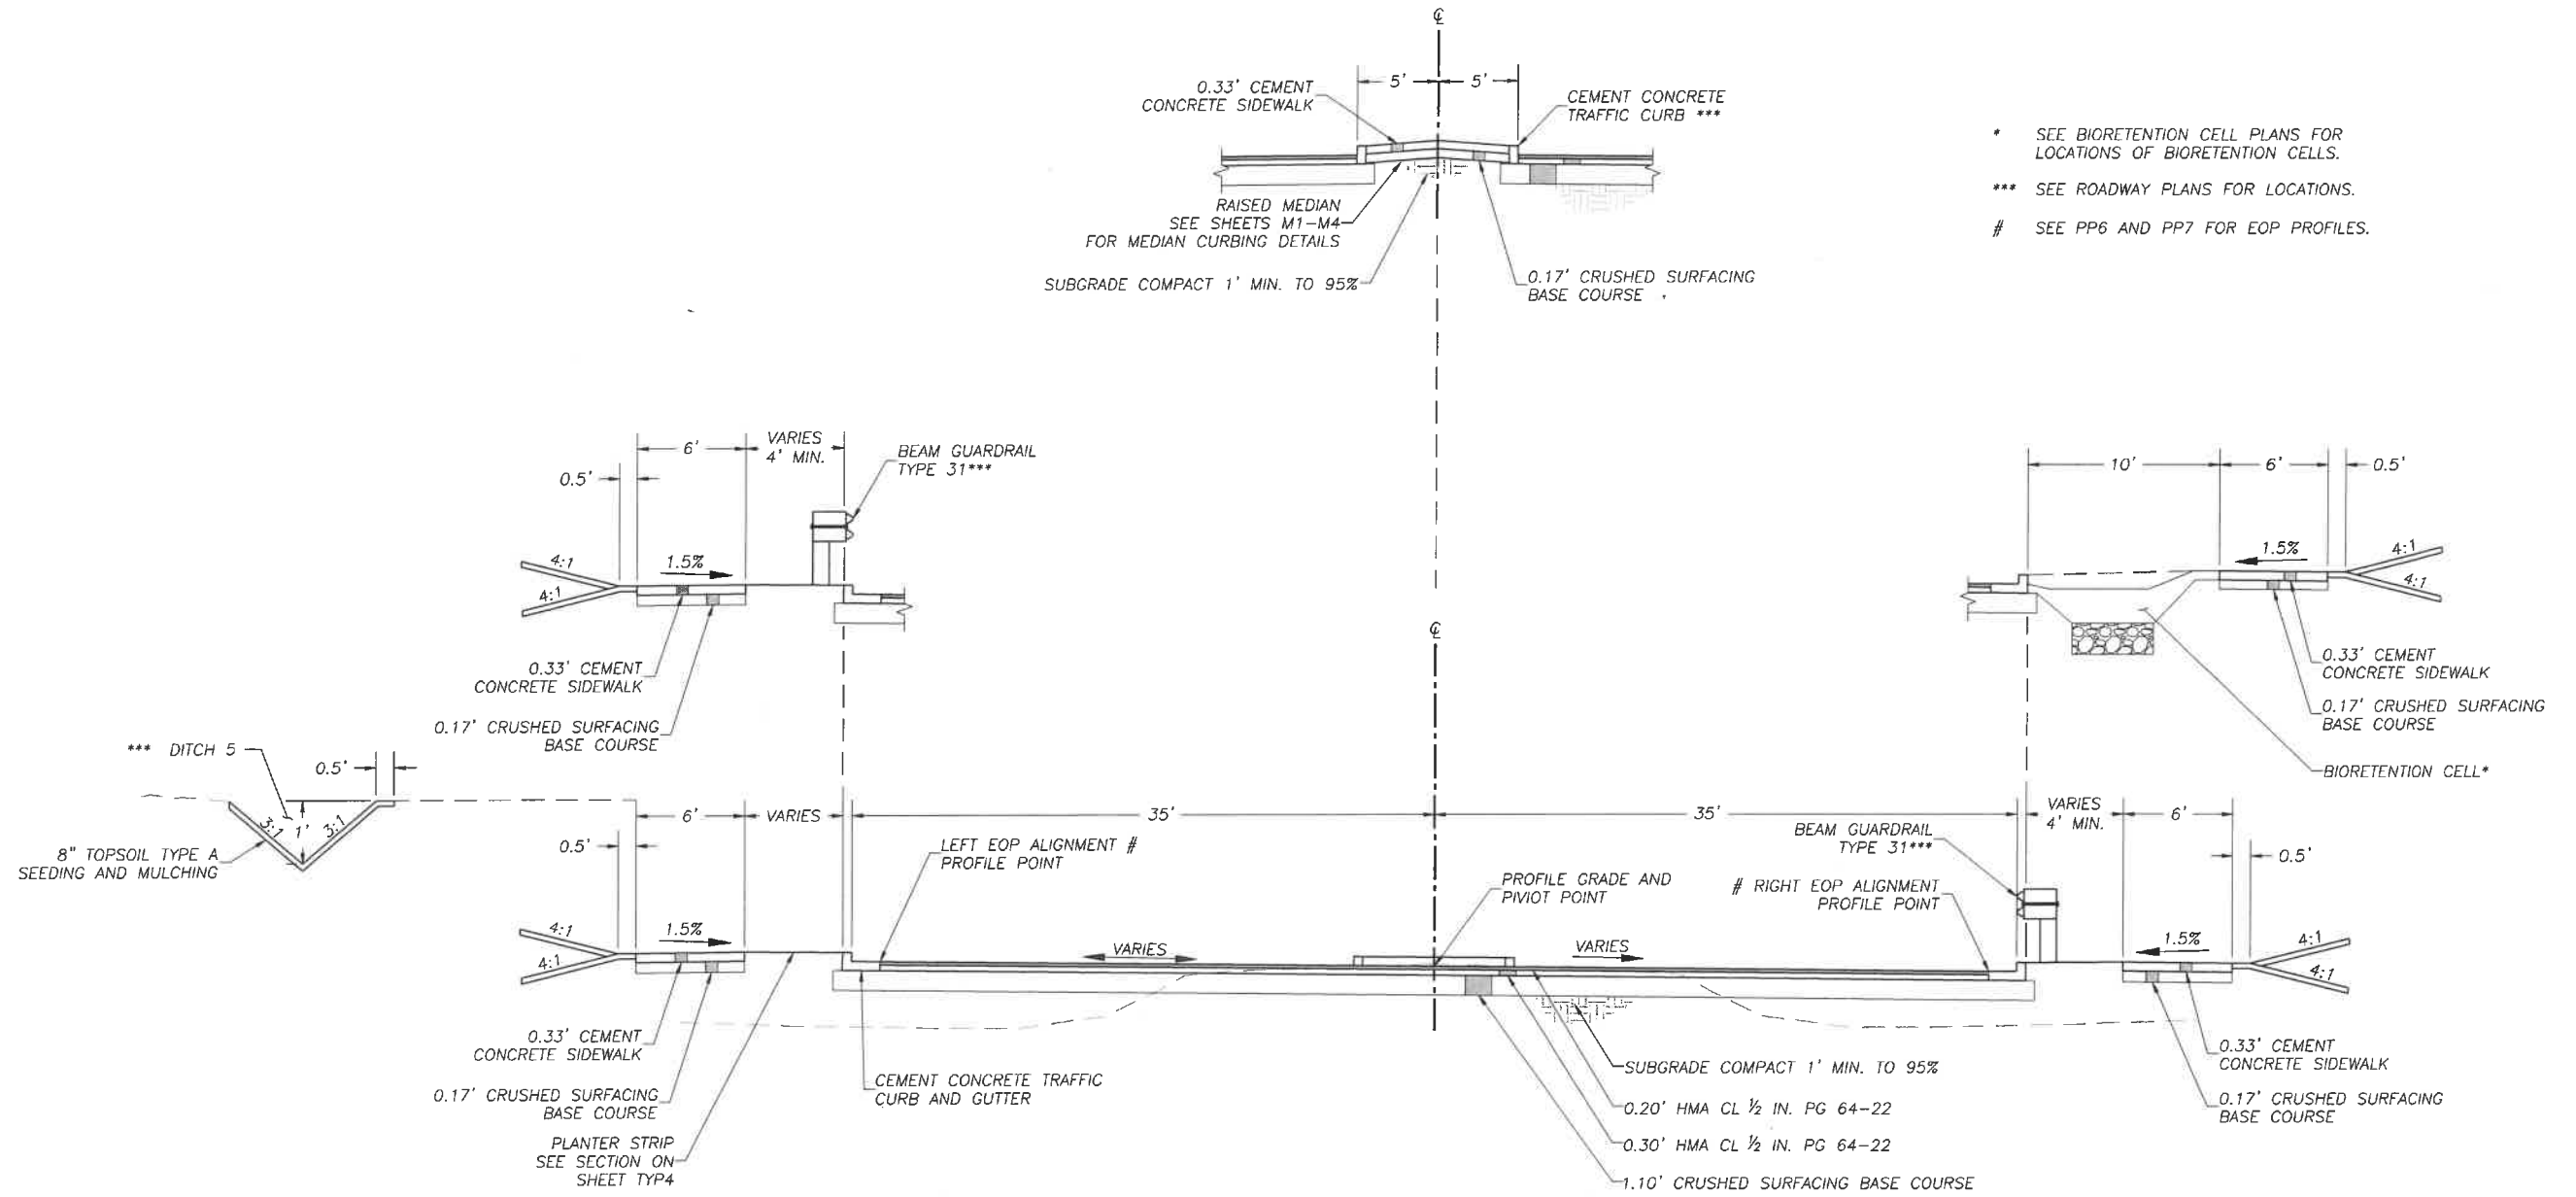 ℄
5'
5'
0.33' CEMENT
CONCRETE SIDEWALK
CEMENT CONCRETE
TRAFFIC CURB ***
* SEE BIORETENTION CELL PLANS FOR
LOCATIONS OF BIORETENTION CELLS.
*** SEE ROADWAY PLANS FOR LOCATIONS.
# SEE PP6 AND PP7 FOR EOP PROFILES.
RAISED MEDIAN
SEE SHEETS M1-M4
FOR MEDIAN CURBING DETAILS
SUBGRADE COMPACT 1' MIN. TO 95%
0.17' CRUSHED SURFACING
BASE COURSE
0.5'
6'
VARIES
4' MIN.
BEAM GUARDRAIL
TYPE 31***
4:1
4:1
1.5%
0.33' CEMENT
CONCRETE SIDEWALK
0.17' CRUSHED SURFACING
BASE COURSE
10'
6'
0.5'
1.5%
4:1
4:1
0.33' CEMENT
CONCRETE SIDEWALK
0.17' CRUSHED SURFACING
BASE COURSE
BIORETENTION CELL*
*** DITCH 5
0.5'
3:1
1'
3:1
8" TOPSOIL TYPE A
SEEDING AND MULCHING
℄
6'
VARIES
35'
35'
VARIES
4' MIN.
6'
0.5'
0.5'
LEFT EOP ALIGNMENT #
PROFILE POINT
PROFILE GRADE AND
PIVIOT POINT
BEAM GUARDRAIL
TYPE 31***
# RIGHT EOP ALIGNMENT
PROFILE POINT
4:1
4:1
1.5%
VARIES
VARIES
1.5%
4:1
4:1
0.33' CEMENT
CONCRETE SIDEWALK
0.17' CRUSHED SURFACING
BASE COURSE
PLANTER STRIP
SEE SECTION ON
SHEET TYP4
CEMENT CONCRETE TRAFFIC
CURB AND GUTTER
SUBGRADE COMPACT 1' MIN. TO 95%
0.20' HMA CL ½ IN. PG 64-22
0.30' HMA CL ½ IN. PG 64-22
1.10' CRUSHED SURFACING BASE COURSE
0.33' CEMENT
CONCRETE SIDEWALK
0.17' CRUSHED SURFACING
BASE COURSE